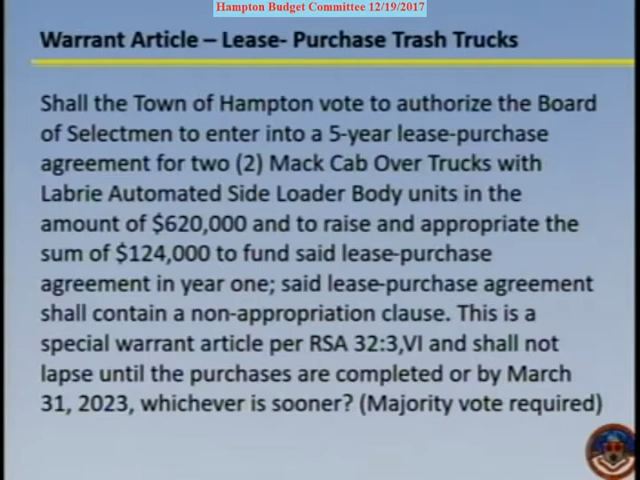 Hampton Budget Committee 12/19/2017
Warrant Article – Lease- Purchase Trash Trucks
Shall the Town of Hampton vote to authorize the Board
of Selectmen to enter into a 5-year lease-purchase
agreement for two (2) Mack Cab Over Trucks with
Labrie Automated Side Loader Body units in the
amount of $620,000 and to raise and appropriate the
sum of $124,000 to fund said lease-purchase
agreement in year one; said lease-purchase agreement
shall contain a non-appropriation clause. This is a
special warrant article per RSA 32:3,VI and shall not
lapse until the purchases are completed or by March
31, 2023, whichever is sooner? (Majority vote required)